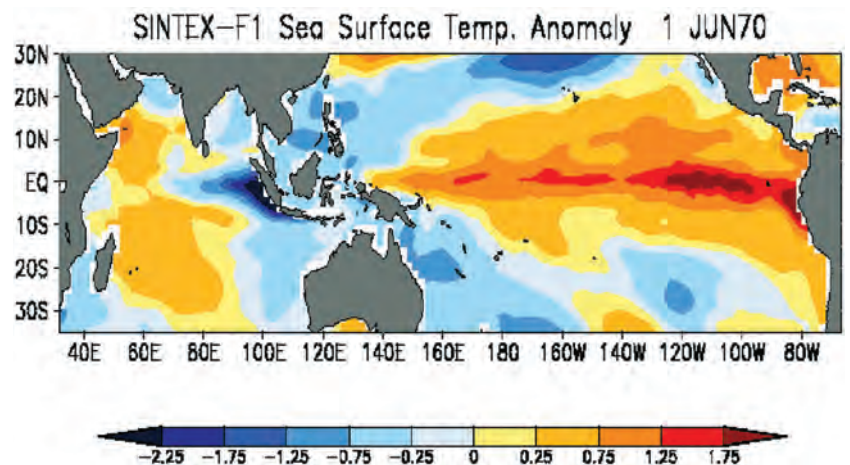 SINTEX-F1 Sea Surface Temp. Anomaly 1 JUN70
30N
20N
10N
EQ
10S
20S
30S
40E 60E 80E 100E 120E 140E 160E 180 160W 140W 120W 100W 80W
-2.25 -1.75 -1.25 -0.75 -0.25 0 0.25 0.75 1.25 1.75